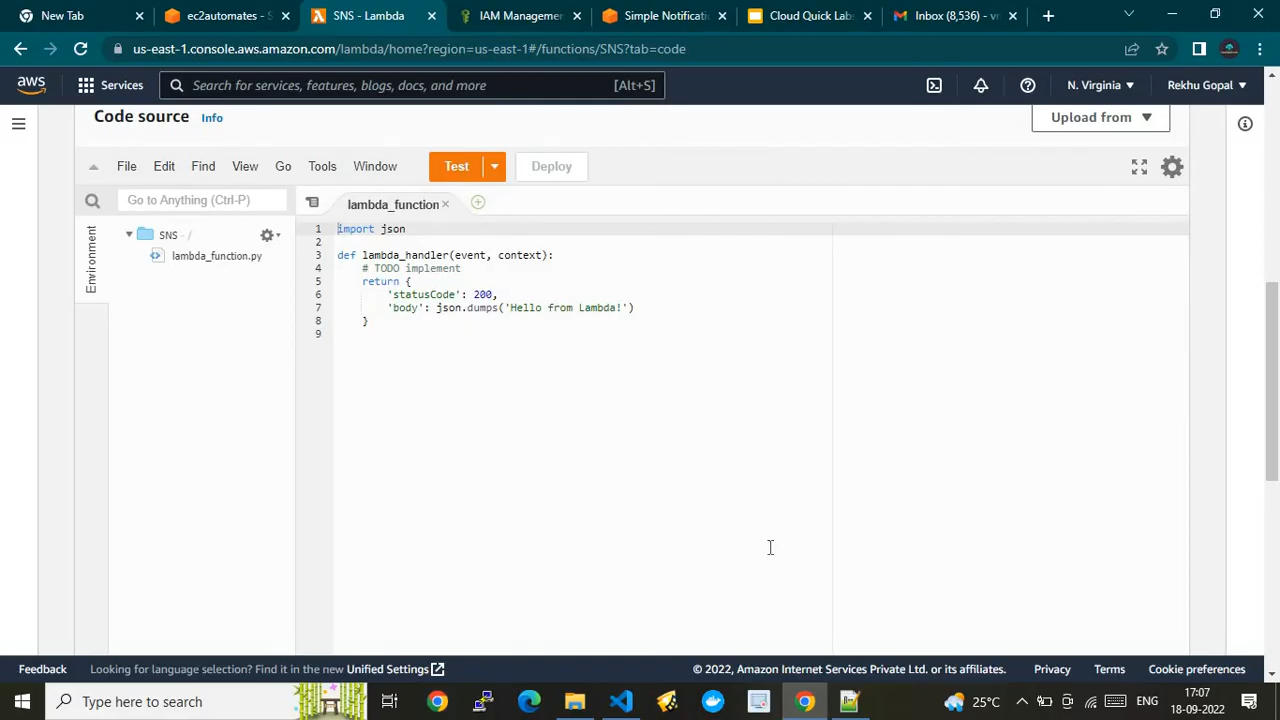 New Tab
ec2automates - S
SNS - Lambda
IAM Managemen
Simple Notificati
Cloud Quick Lab
Inbox (8,536) - v
us-east-1.console.aws.amazon.com/lambda/home?region=us-east-1#/functions/SNS?tab=code
aws
Services
Search for services, features, blogs, docs, and more
[Alt+S]
N. Virginia
Rekhu Gopal
Code source
Info
Upload from
File
Edit
Find
View
Go
Tools
Window
Test
Deploy
Go to Anything (Ctrl-P)
lambda_function
Environment
SNS - /
lambda_function.py
1 import json
2
3 def lambda_handler(event, context):
4 # TODO implement
5 return {
6 'statusCode': 200,
7 'body': json.dumps('Hello from Lambda!')
8 }
9
Feedback
Looking for language selection? Find it in the new Unified Settings
© 2022, Amazon Internet Services Private Ltd. or its affiliates.
Privacy
Terms
Cookie preferences
Type here to search
25°C
ENG
17:07
18-09-2022